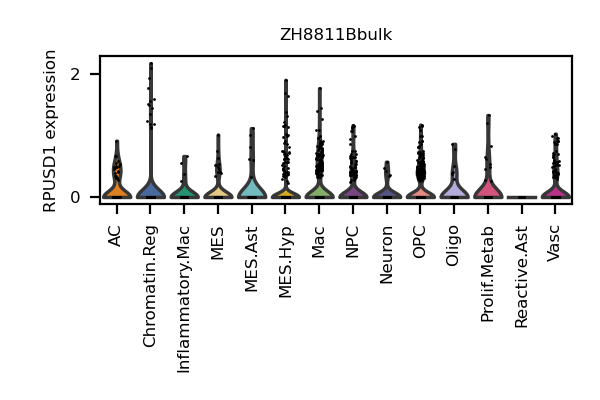 ZH8811Bbulk
RPUSD1 expression
2
0
AC
Chromatin.Reg
Inflammatory.Mac
MES
MES.Ast
MES.Hyp
Mac
NPC
Neuron
OPC
Oligo
Prolif.Metab
Reactive.Ast
Vasc